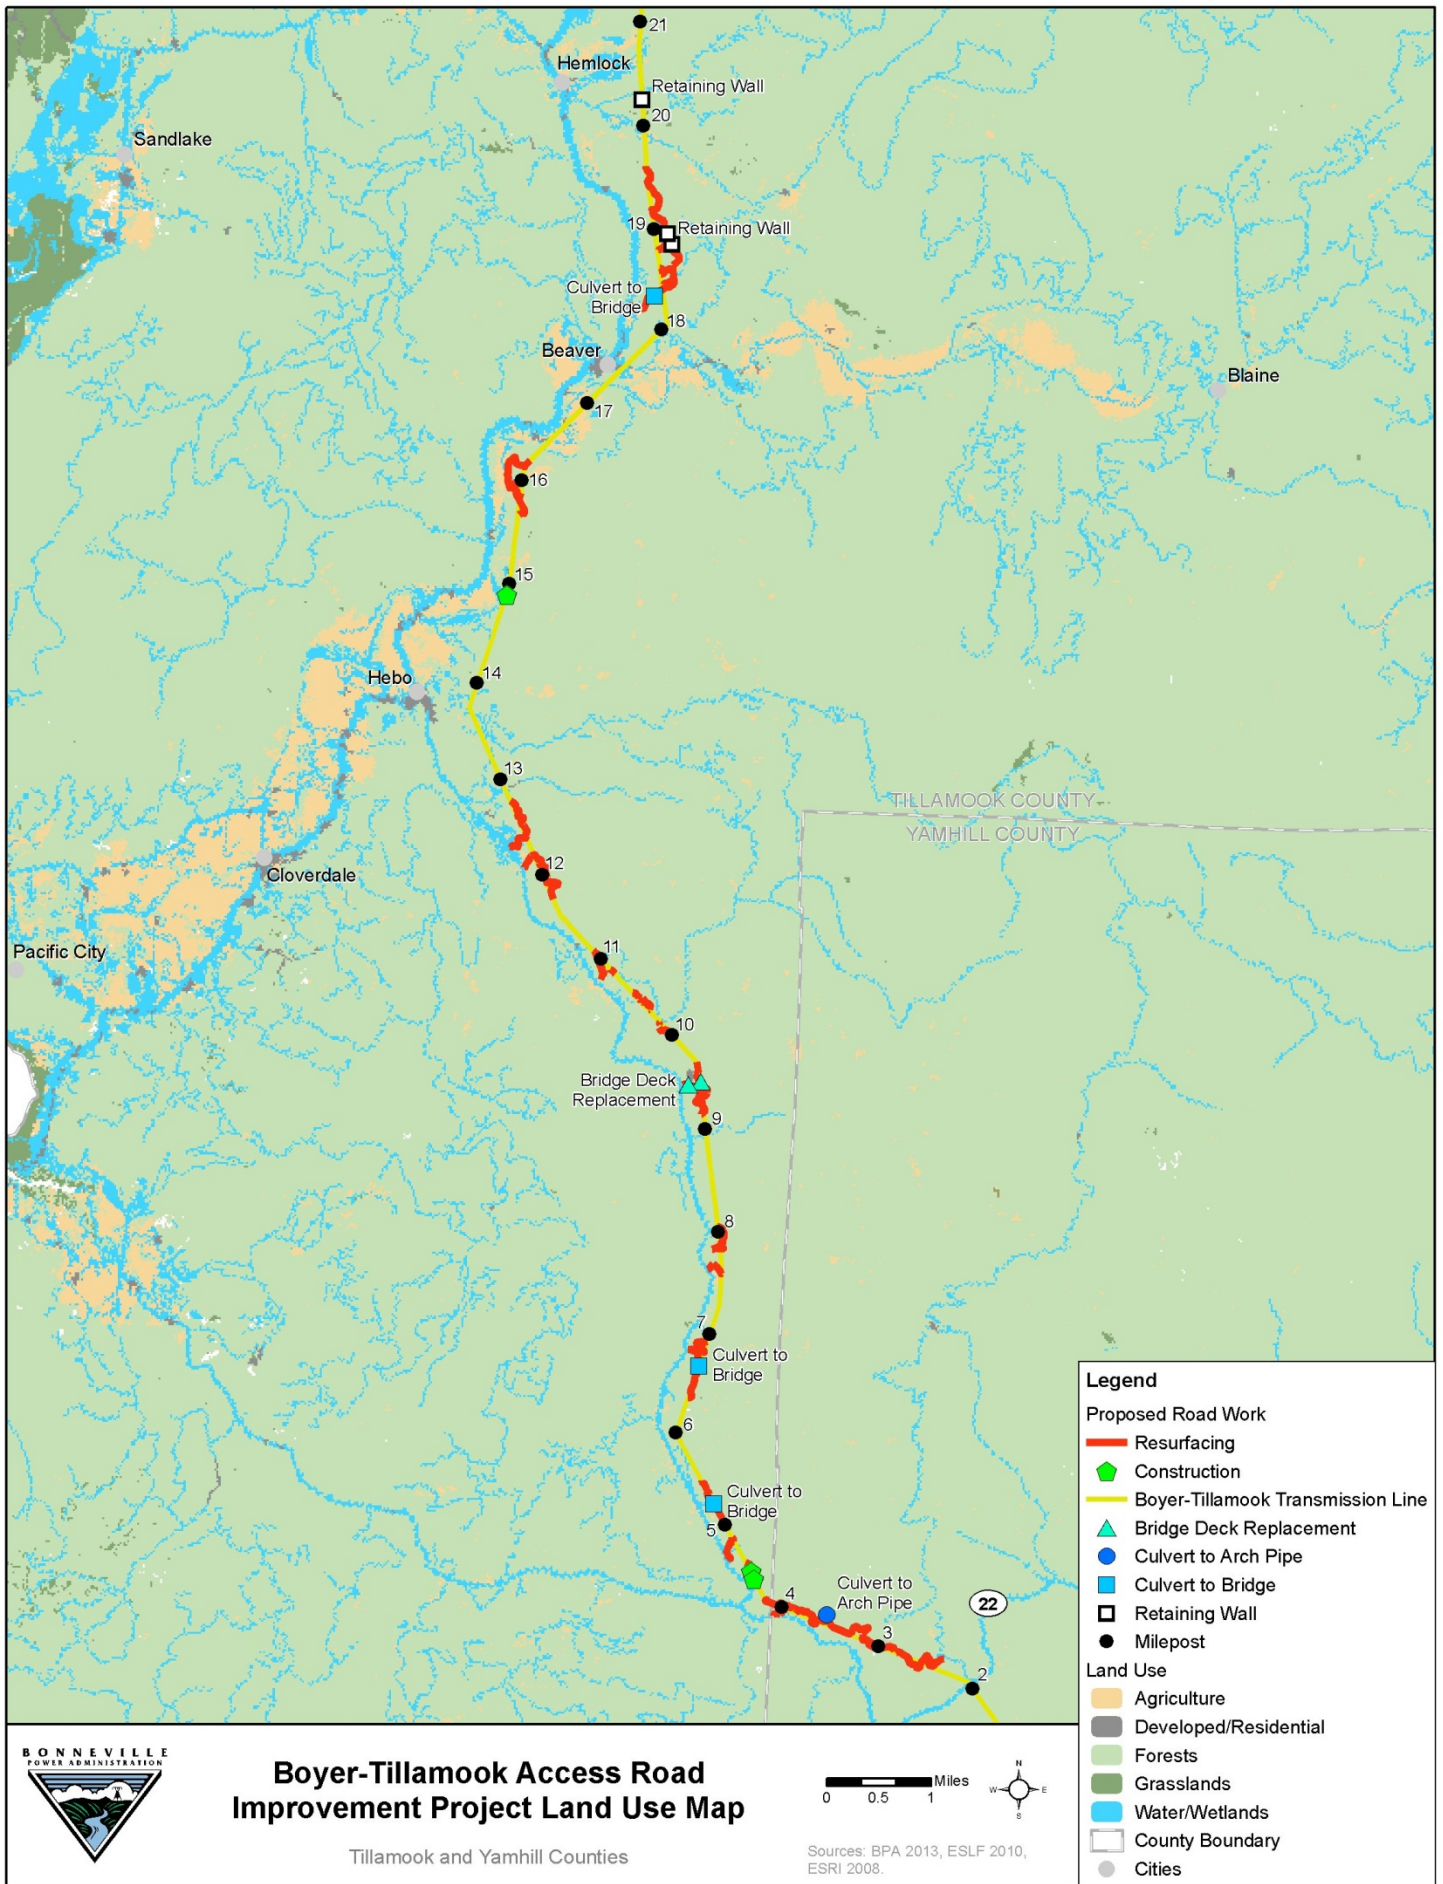 21
Hemlock
Retaining Wall
20
Sandlake
19
Retaining Wall
Culvert to
Bridge
18
Beaver
Blaine
17
16
15
14
Hebo
13
TILLAMOOK COUNTY
YAMHILL COUNTY
12
Cloverdale
11
Pacific City
10
Bridge Deck
Replacement
9
8
7
Culvert to
Bridge
6
Culvert to
Bridge
5
4
Culvert to
Arch Pipe
22
3
2
Legend
Proposed Road Work
Resurfacing
Construction
Boyer-Tillamook Transmission Line
Bridge Deck Replacement
Culvert to Arch Pipe
Culvert to Bridge
Retaining Wall
Milepost
Land Use
Agriculture
Developed/Residential
Forests
Grasslands
Water/Wetlands
County Boundary
Cities
BONNEVILLE
POWER ADMINISTRATION
Boyer-Tillamook Access Road
Improvement Project Land Use Map
Tillamook and Yamhill Counties
Miles
0 0.5 1
N
W E
S
Sources: BPA 2013, ESLF 2010,
ESRI 2008.